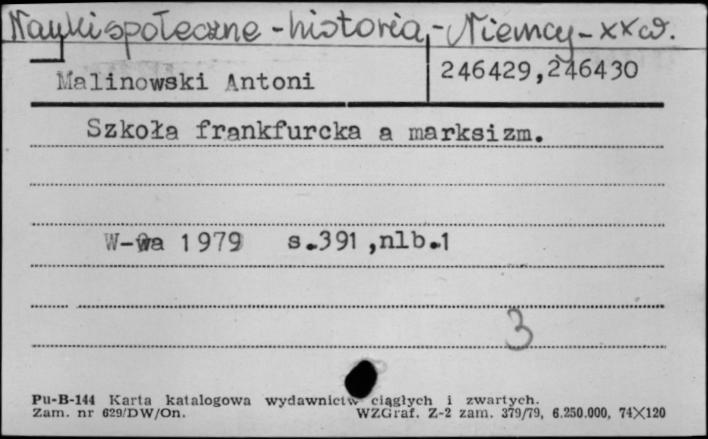 Nauki społeczne - historia - Niemcy - XX w.
Malinowski Antoni
246429,246430
Szkoła frankfurcka a marksizm.
W-wa 1979 s.391,nlb.1
3
Pu-B-144 Karta katalogowa wydawnictw ciągłych i zwartych.
Zam. nr 629/DW/On. WZGraf. Z-2 zam. 379/79, 6.250.000, 74×120